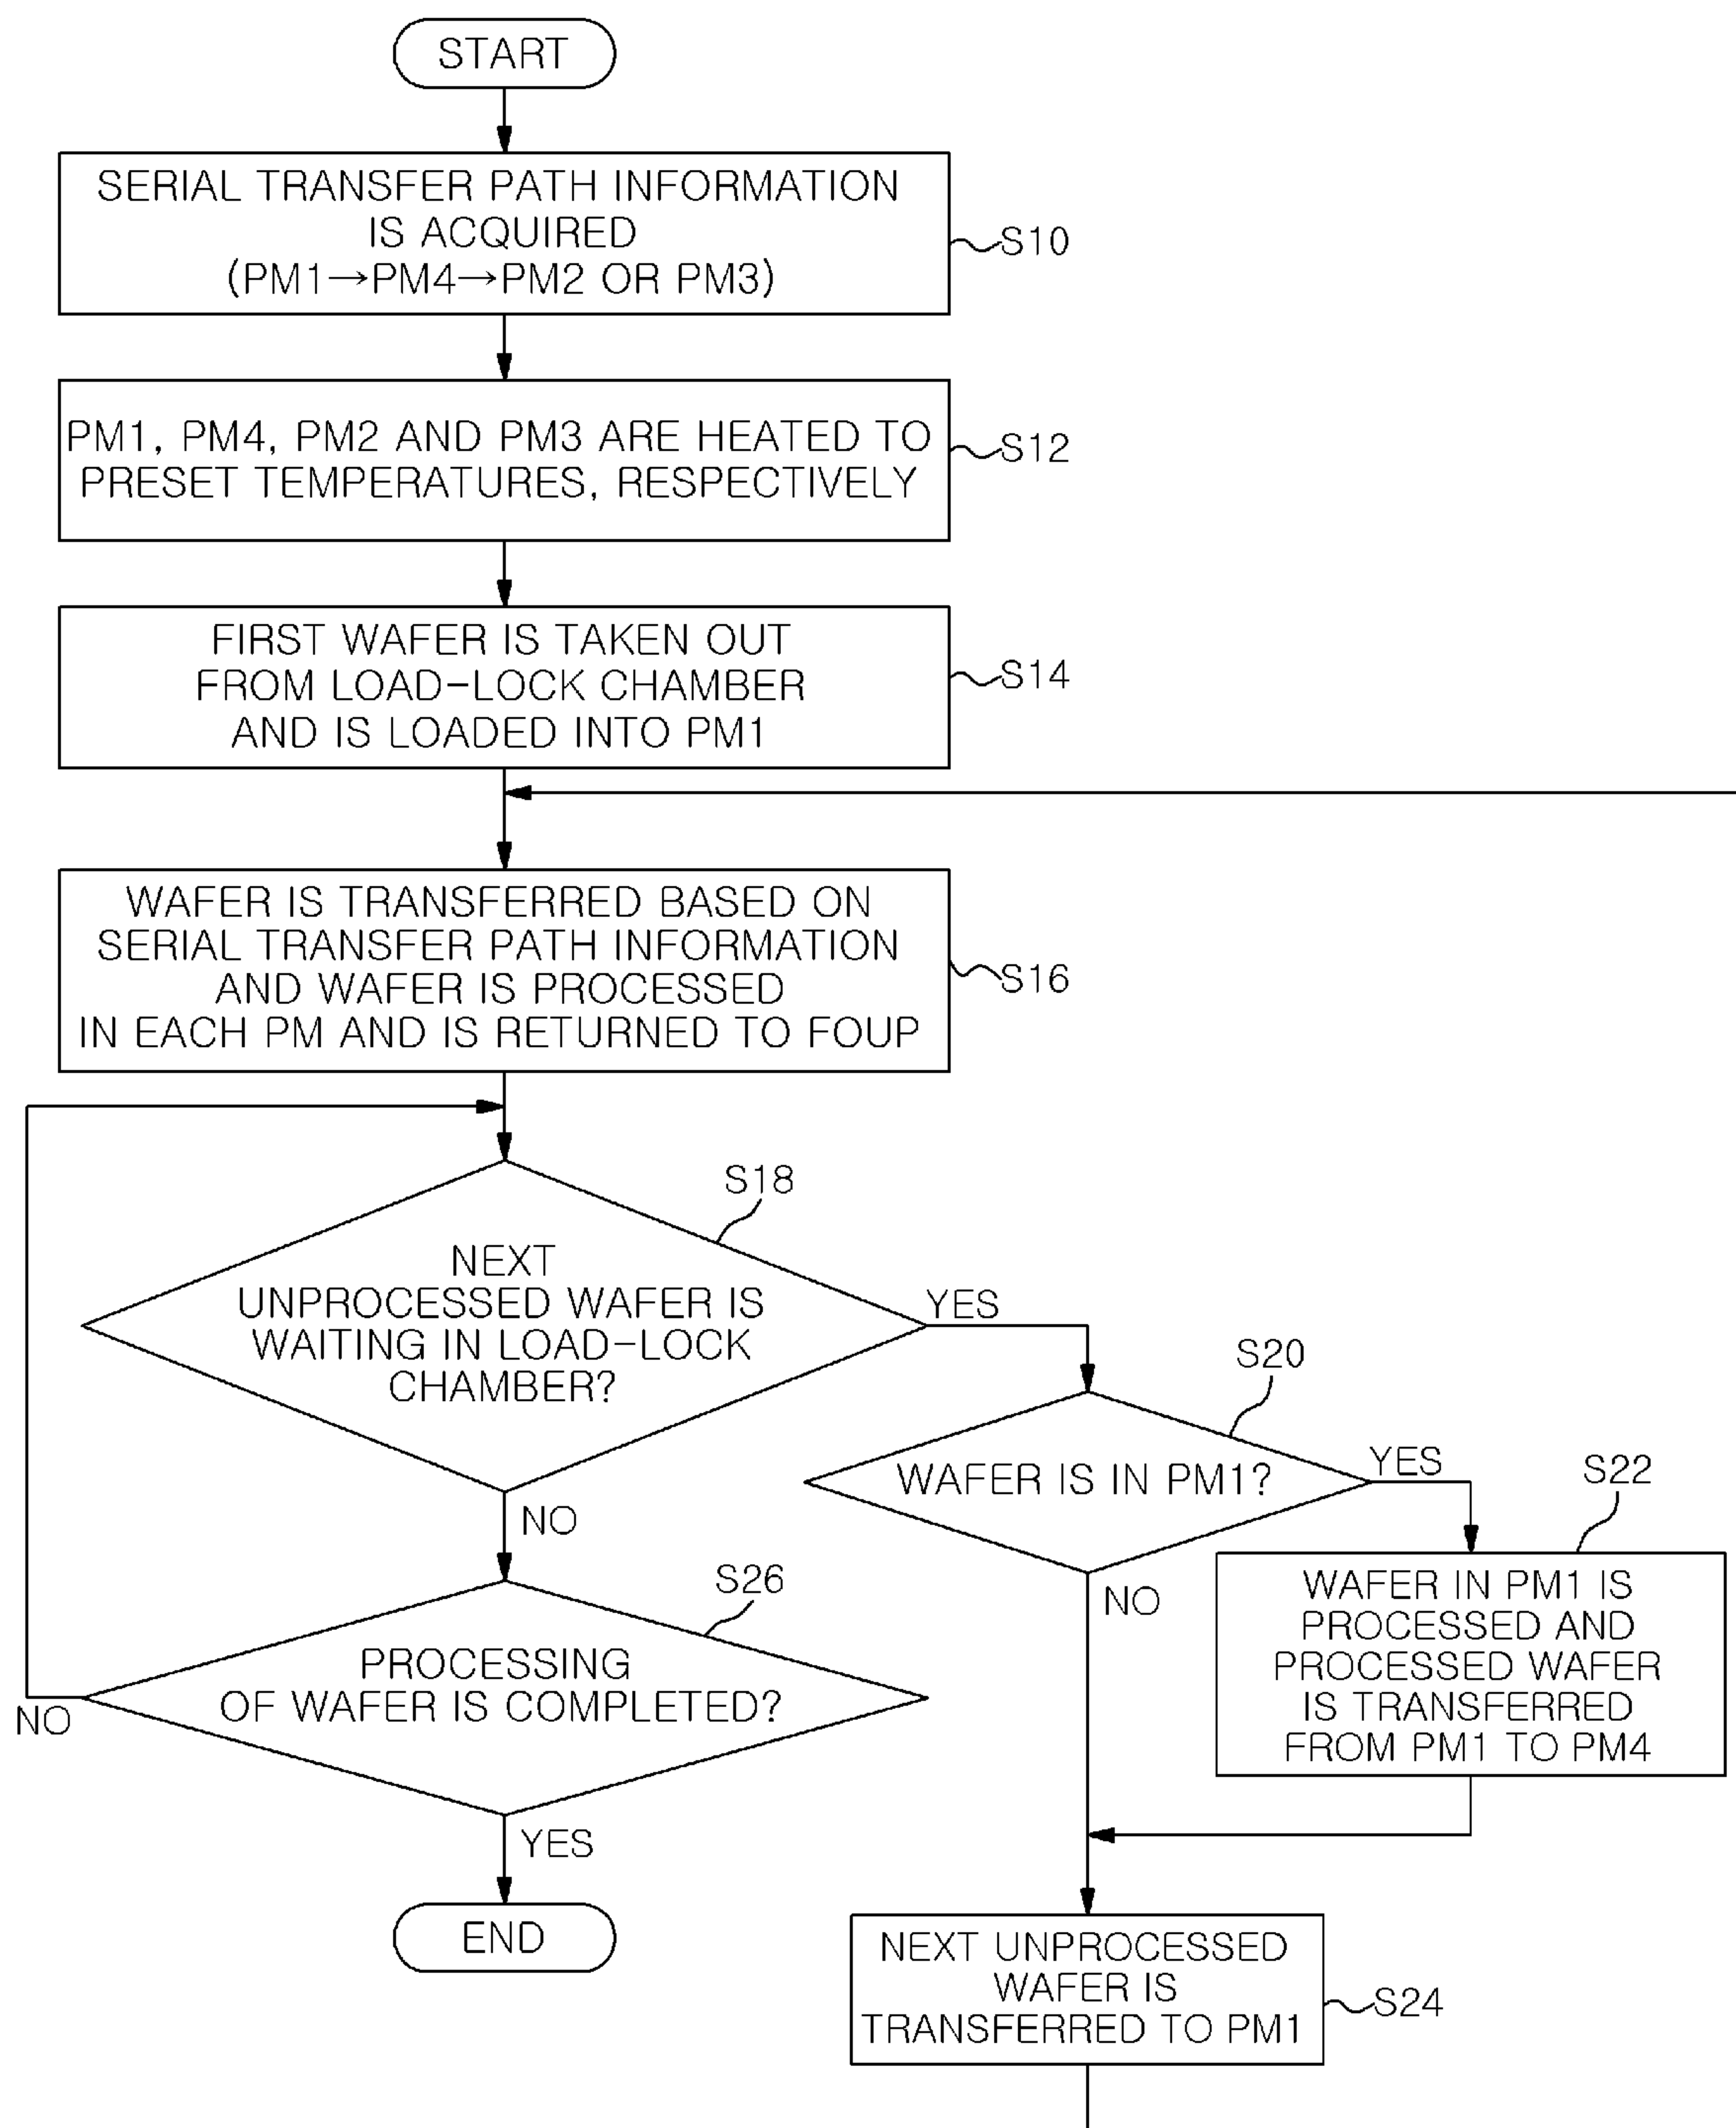 START
SERIAL TRANSFER PATH INFORMATION
IS ACQUIRED
(PM1→PM4→PM2 OR PM3)
S10
PM1, PM4, PM2 AND PM3 ARE HEATED TO
PRESET TEMPERATURES, RESPECTIVELY
S12
FIRST WAFER IS TAKEN OUT
FROM LOAD-LOCK CHAMBER
AND IS LOADED INTO PM1
S14
WAFER IS TRANSFERRED BASED ON
SERIAL TRANSFER PATH INFORMATION
AND WAFER IS PROCESSED
IN EACH PM AND IS RETURNED TO FOUP
S16
S18
NEXT
UNPROCESSED WAFER IS
WAITING IN LOAD-LOCK
CHAMBER?
YES
NO
S20
WAFER IS IN PM1?
YES
NO
S22
WAFER IN PM1 IS
PROCESSED AND
PROCESSED WAFER
IS TRANSFERRED
FROM PM1 TO PM4
S26
PROCESSING
OF WAFER IS COMPLETED?
NO
YES
END
NEXT UNPROCESSED
WAFER IS
TRANSFERRED TO PM1
S24